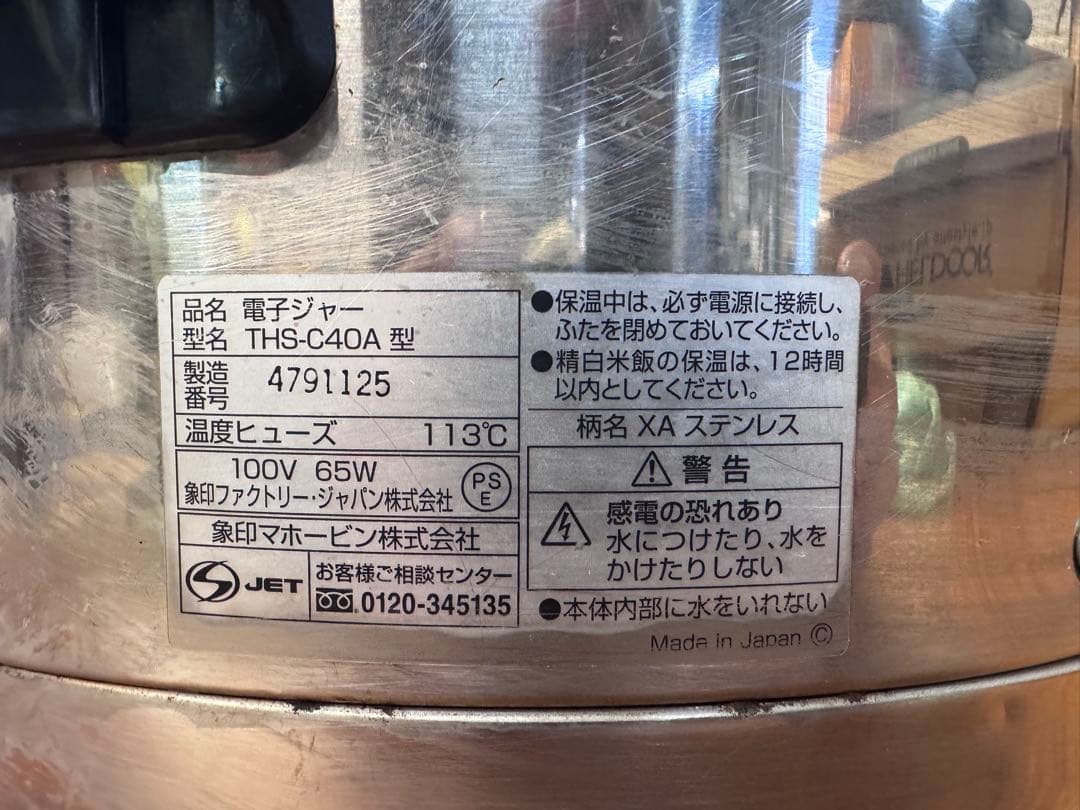 品名 電子ジャー
型名 THS-C40A 型
製造番号 4791125
温度ヒューズ 113℃
100V 65W
象印ファクトリー・ジャパン株式会社
PS
E
象印マホービン株式会社
JET
お客様ご相談センター
0120-345135
●保温中は、必ず電源に接続し、
ふたを閉めておいてください。
●精白米飯の保温は、12時間
以内としてください。
柄名 XA ステンレス
警告
感電の恐れあり
水につけたり、水を
かけたりしない
●本体内部に水をいれない
Made in Japan Ⓒ